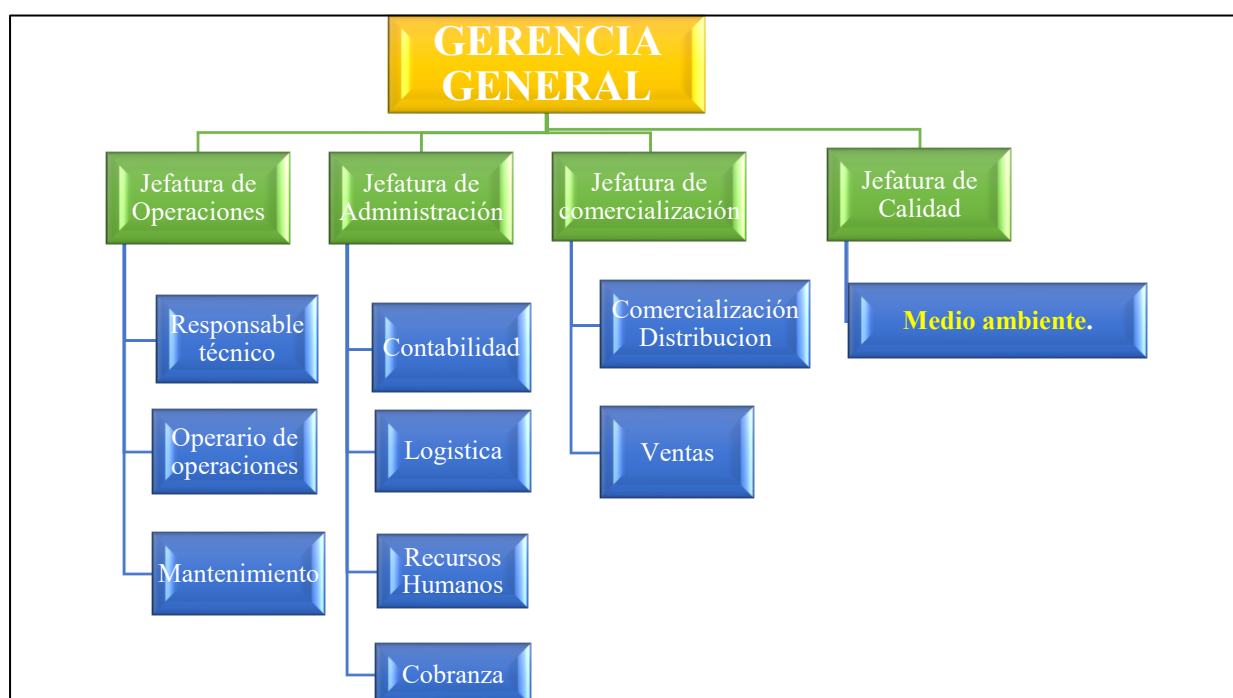 GERENCIA
GENERAL
Jefatura de
Operaciones
Jefatura de
Administración
Jefatura de
comercialización
Jefatura de
Calidad
Responsable
técnico
Operario de
operaciones
Mantenimiento
Contabilidad
Logistica
Recursos
Humanos
Cobranza
Comercialización
Distribucion
Ventas
Medio ambiente.